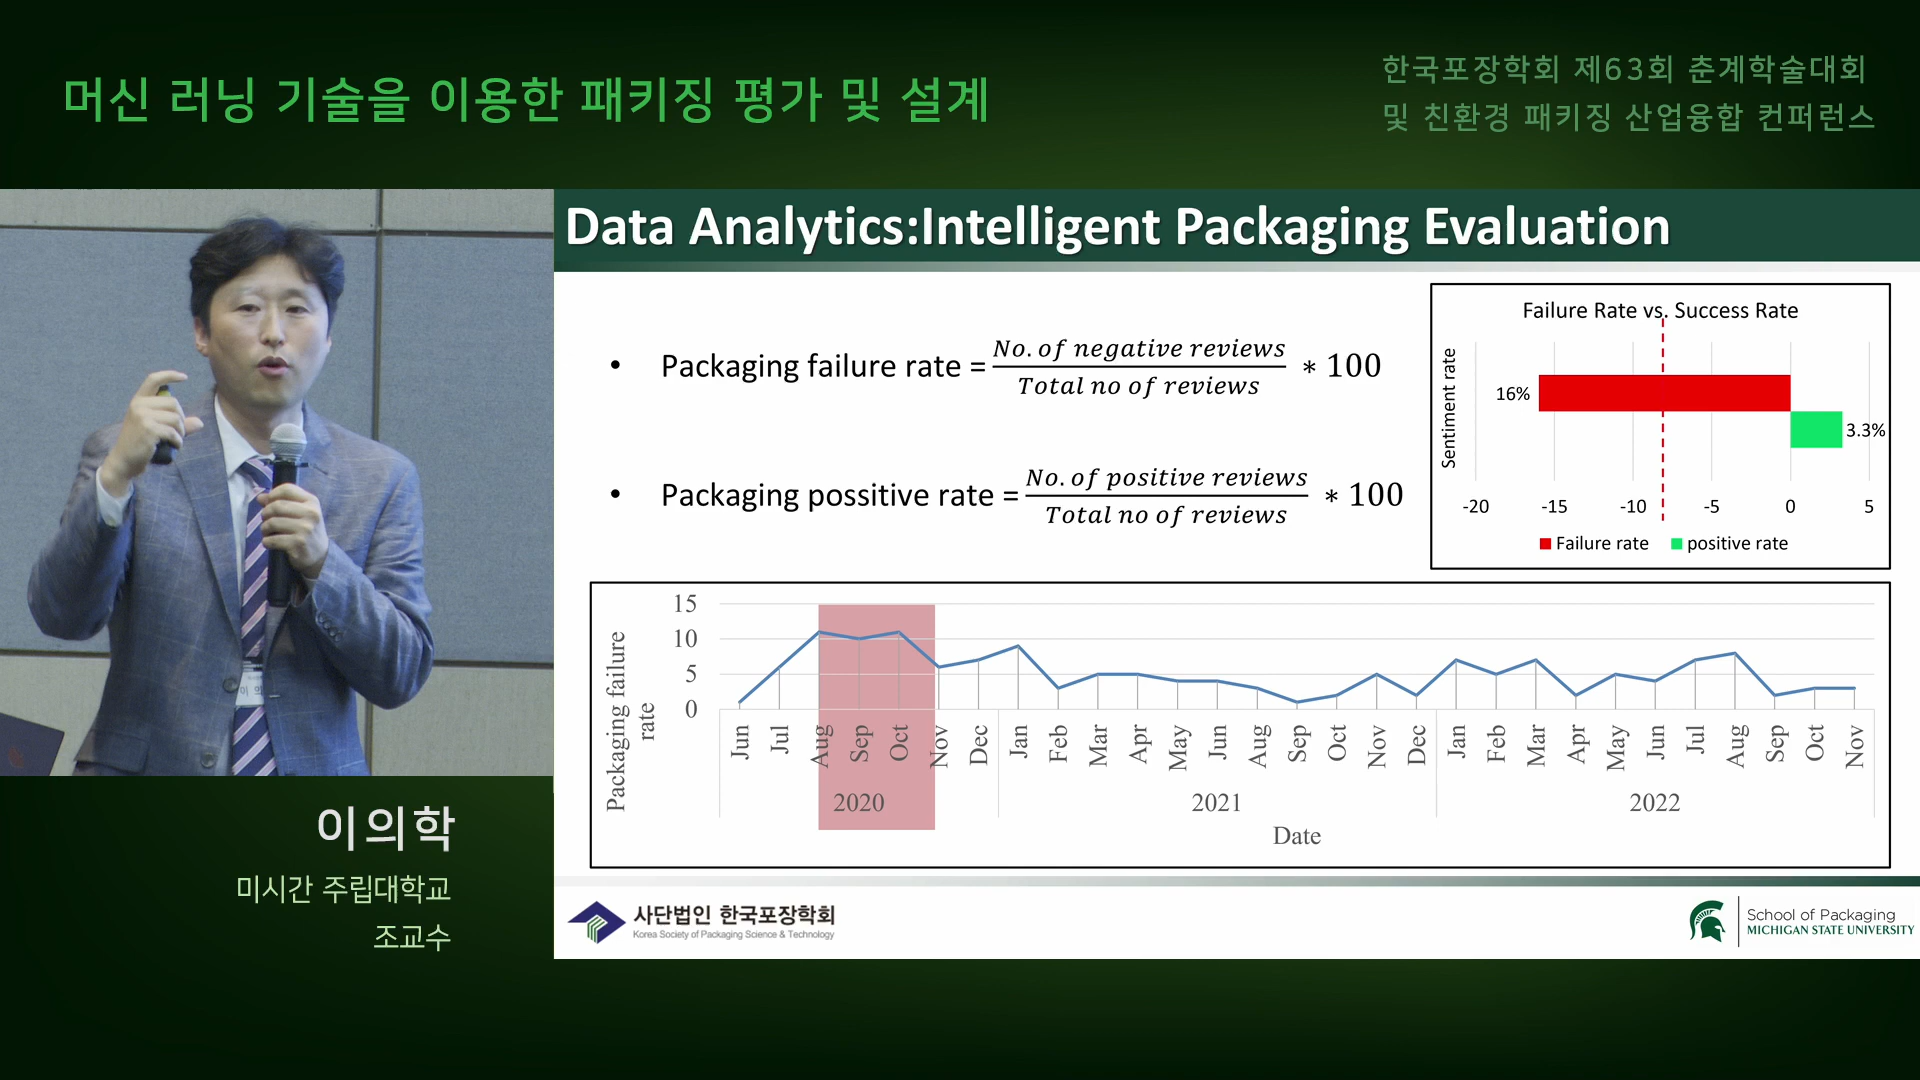 머신 러닝 기술을 이용한 패키징 평가 및 설계
한국포장학회 제63회 춘계학술대회
및 친환경 패키징 산업융합 컨퍼런스
Data Analytics:Intelligent Packaging Evaluation
• Packaging failure rate = No. of negative reviews / Total no of reviews * 100
• Packaging possitive rate = No. of positive reviews / Total no of reviews * 100
Failure Rate vs. Success Rate
Sentiment rate
16%
3.3%
-20 -15 -10 -5 0 5
Failure rate positive rate
Packaging failure
rate
15
10
5
0
Jun Jul Aug Sep Oct Nov Dec Jan Feb Mar Apr May Jun Aug Sep Oct Nov Dec Jan Feb Mar Apr May Jun Jul Aug Sep Oct Nov
2020 2021 2022
Date
이의학
미시간 주립대학교
조교수
사단법인 한국포장학회
Korea Society of Packaging Science & Technology
School of Packaging
MICHIGAN STATE UNIVERSITY